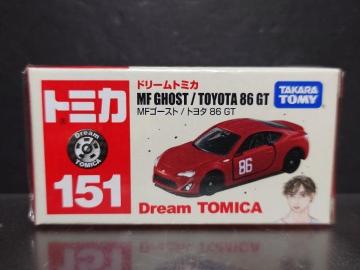 ドリームトミカ
MF GHOST / TOYOTA 86 GT
MFゴースト / トヨタ 86 GT
TAKARA
TOMY
トミカ
Dream
TOMICA
151
86
Dream TOMICA